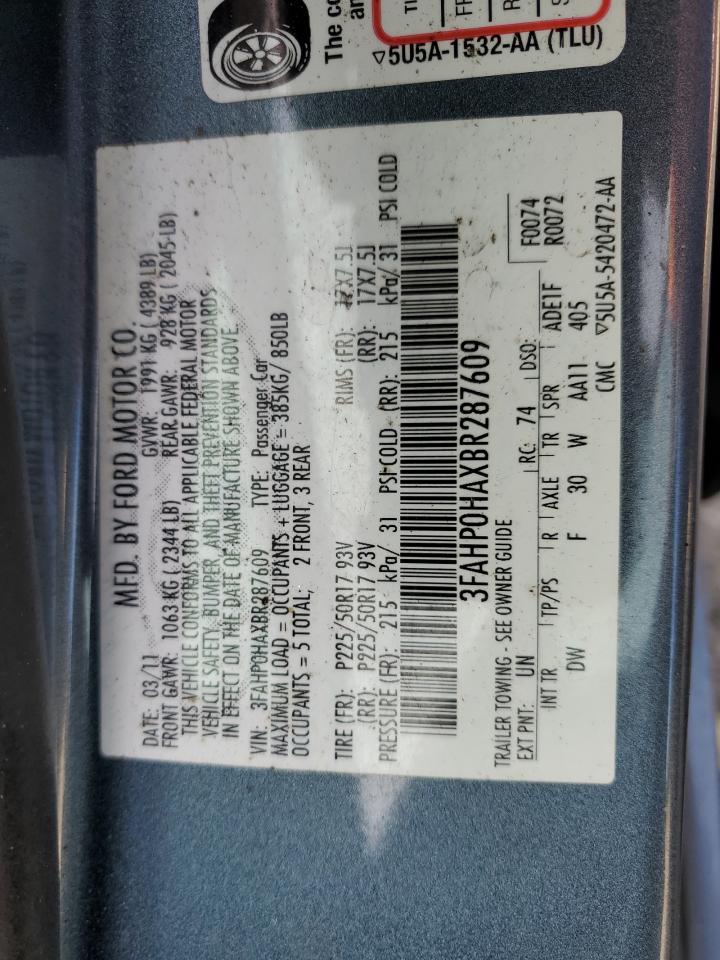 The co
an
TI
FR
R
S
▽5U5A-1532-AA (TLU)
MFD. BY FORD MOTOR CO.
DATE: 03/11 GVWR: 1991 KG ( 4389 LB)
FRONT GAWR: 1063 KG ( 2344 LB) REAR GAWR: 928 KG ( 2045-LB)
THIS VEHICLE CONFORMS TO ALL APPLICABLE FEDERAL MOTOR
VEHICLE SAFETY, BUMPER, AND THEFT PREVENTION STANDARDS
IN EFFECT ON THE DATE OF MANUFACTURE SHOWN ABOVE
VIN: 3FAHP0HAXBR287609 TYPE: Passenger Car
MAXIMUM LOAD = OCCUPANTS + LUGGAGE = 385KG/ 850LB
OCCUPANTS = 5 TOTAL; 2 FRONT, 3 REAR
TIRE (FR): P225/50R17 93V RIMS (FR): 17X7.5J
(RR): P225/50R17 93V (RR): 17X7.5J
PRESSURE (FR): 215 kPa/ 31 PSI COLD (RR): 215 kPa/ 31 PSI COLD
3FAHP0HAXBR287609
TRAILER TOWING - SEE OWNER GUIDE
F0074
EXT PNT: UN RC: 74 DSO: R0072
INT TR TP/PS R AXLE TR SPR ADE1F
DW F 30 W AA11 405
CMC ▽5U5A-5420472-AA